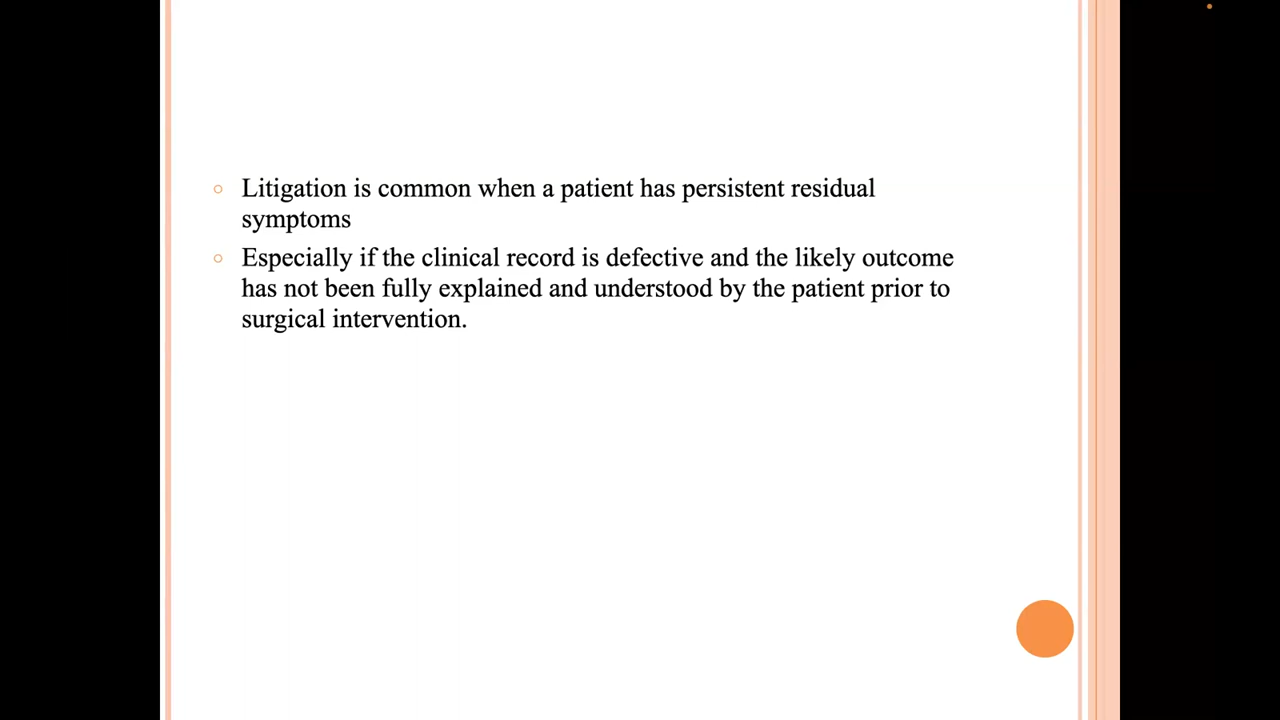 Litigation is common when a patient has persistent residual
symptoms
Especially if the clinical record is defective and the likely outcome
has not been fully explained and understood by the patient prior to
surgical intervention.